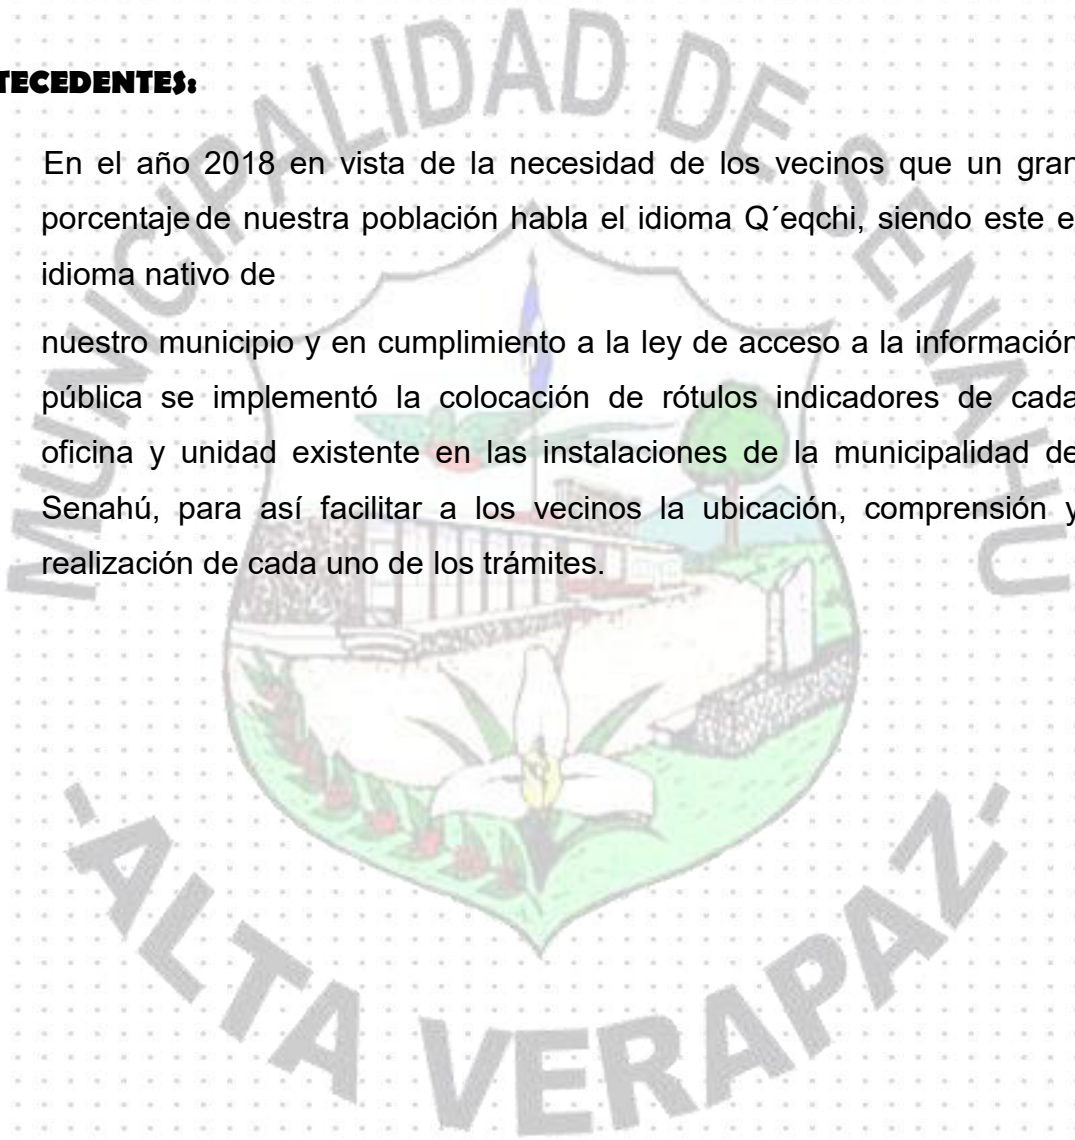 MUNICIPALIDAD DE SENAHU
TECEDENTES:
En el año 2018 en vista de la necesidad de los vecinos que un gran
porcentaje de nuestra población habla el idioma Q´eqchi, siendo este e
idioma nativo de
nuestro municipio y en cumplimiento a la ley de acceso a la información
pública se implementó la colocación de rótulos indicadores de cada
oficina y unidad existente en las instalaciones de la municipalidad de
Senahú, para así facilitar a los vecinos la ubicación, comprensión y
realización de cada uno de los trámites.
-ALTA VERAPAZ-